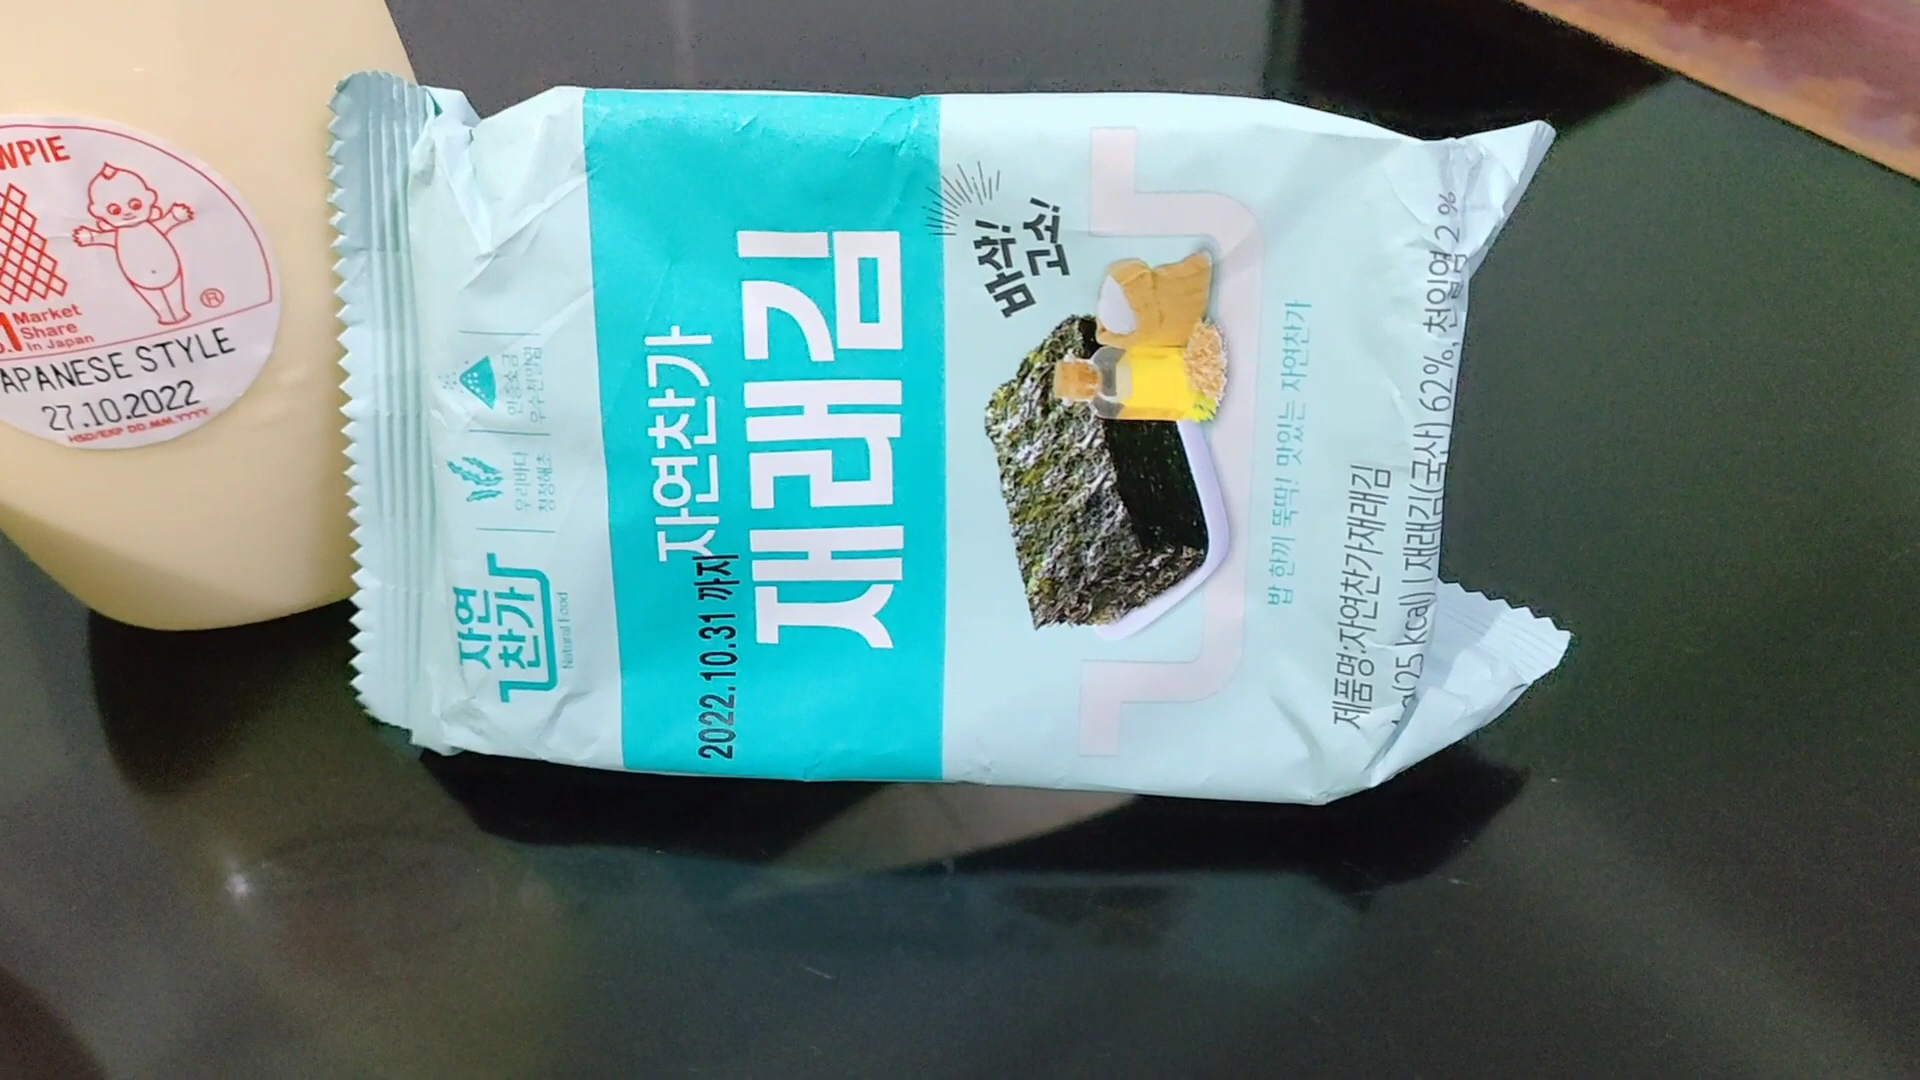 WPIE
Market
Share
In Japan
APANESE STYLE
27.10.2022
HSD/EXP DD.MM.YYYY
®
자연
찬가
Natural Food
우리바다
청정해조
인증소금
우수천일염
자연찬가
2022.10.31 까지
재래김
바삭!
고소!
밥 한끼 뚝딱! 맛있는 자연찬가
제품명:자연찬가재래김
(25 kcal) | 재래김(국산) 62%, 천일염 2 %